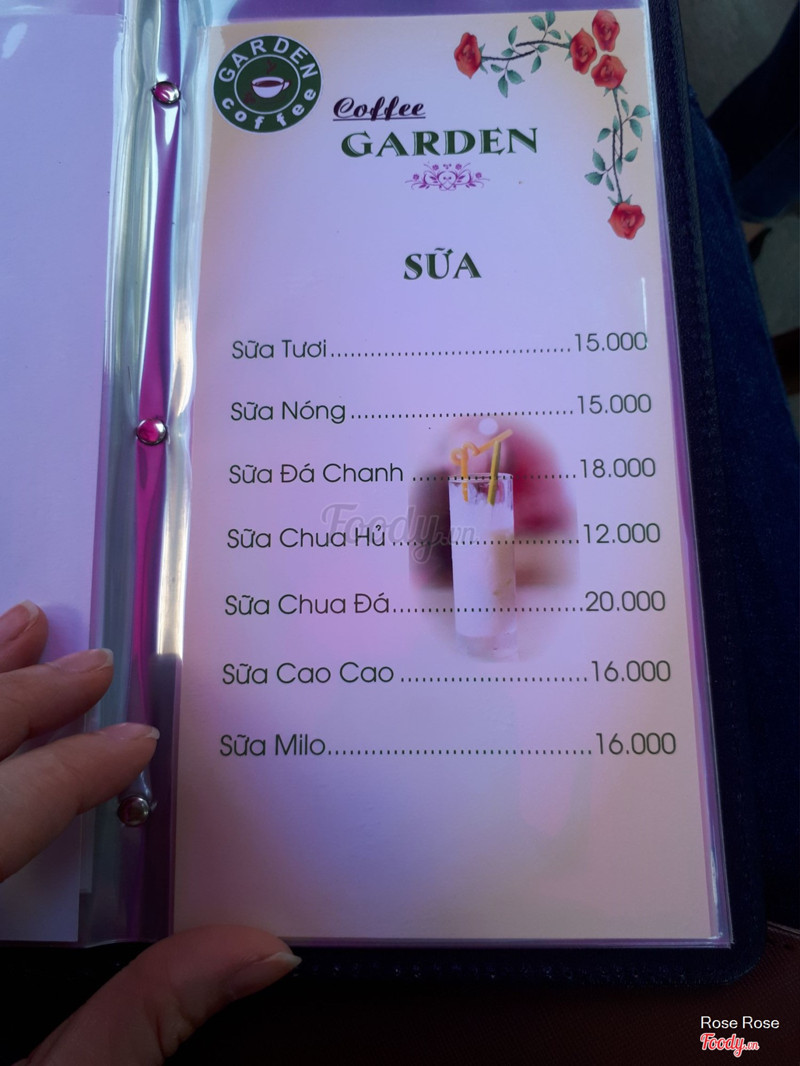 GARDEN
coffee
Coffee
GARDEN
SỮA
Sữa Tươi.....................................15.000
Sữa Nóng..................................15.000
Sữa Đá Chanh .........................18.000
Foody.vn
Sữa Chua Hủ.............................12.000
Sữa Chua Đá.............................20.000
Sữa Cao Cao.............................16.000
Sữa Milo.........................................16.000
Rose Rose
Foody.vn